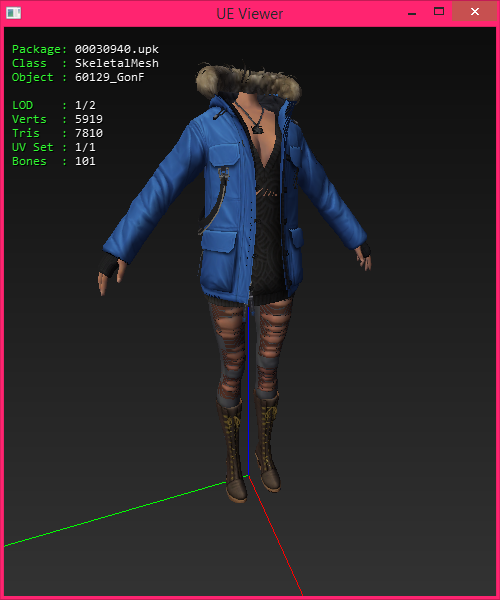 UE Viewer
Package: 00030940.upk
Class  : SkeletalMesh
Object : 60129_GonF
LOD    : 1/2
Verts  : 5919
Tris   : 7810
UV Set : 1/1
Bones  : 101